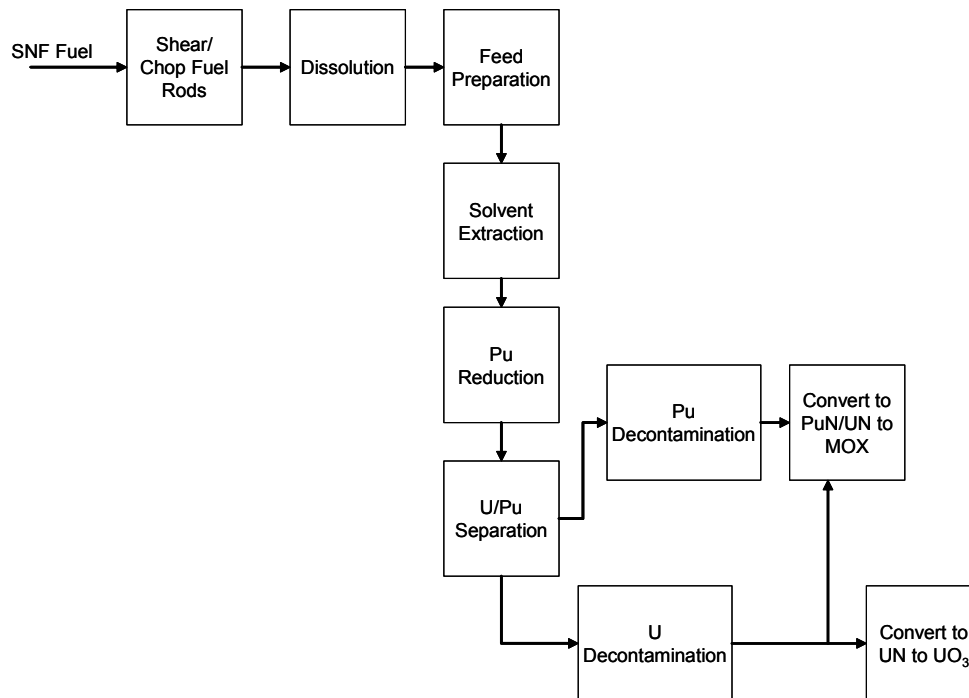 SNF Fuel
Shear/
Chop Fuel
Rods
Dissolution
Feed
Preparation
Solvent
Extraction
Pu
Reduction
Pu
Decontamination
Convert to
PuN/UN to
MOX
U/Pu
Separation
U
Decontamination
Convert to
UN to UO₃